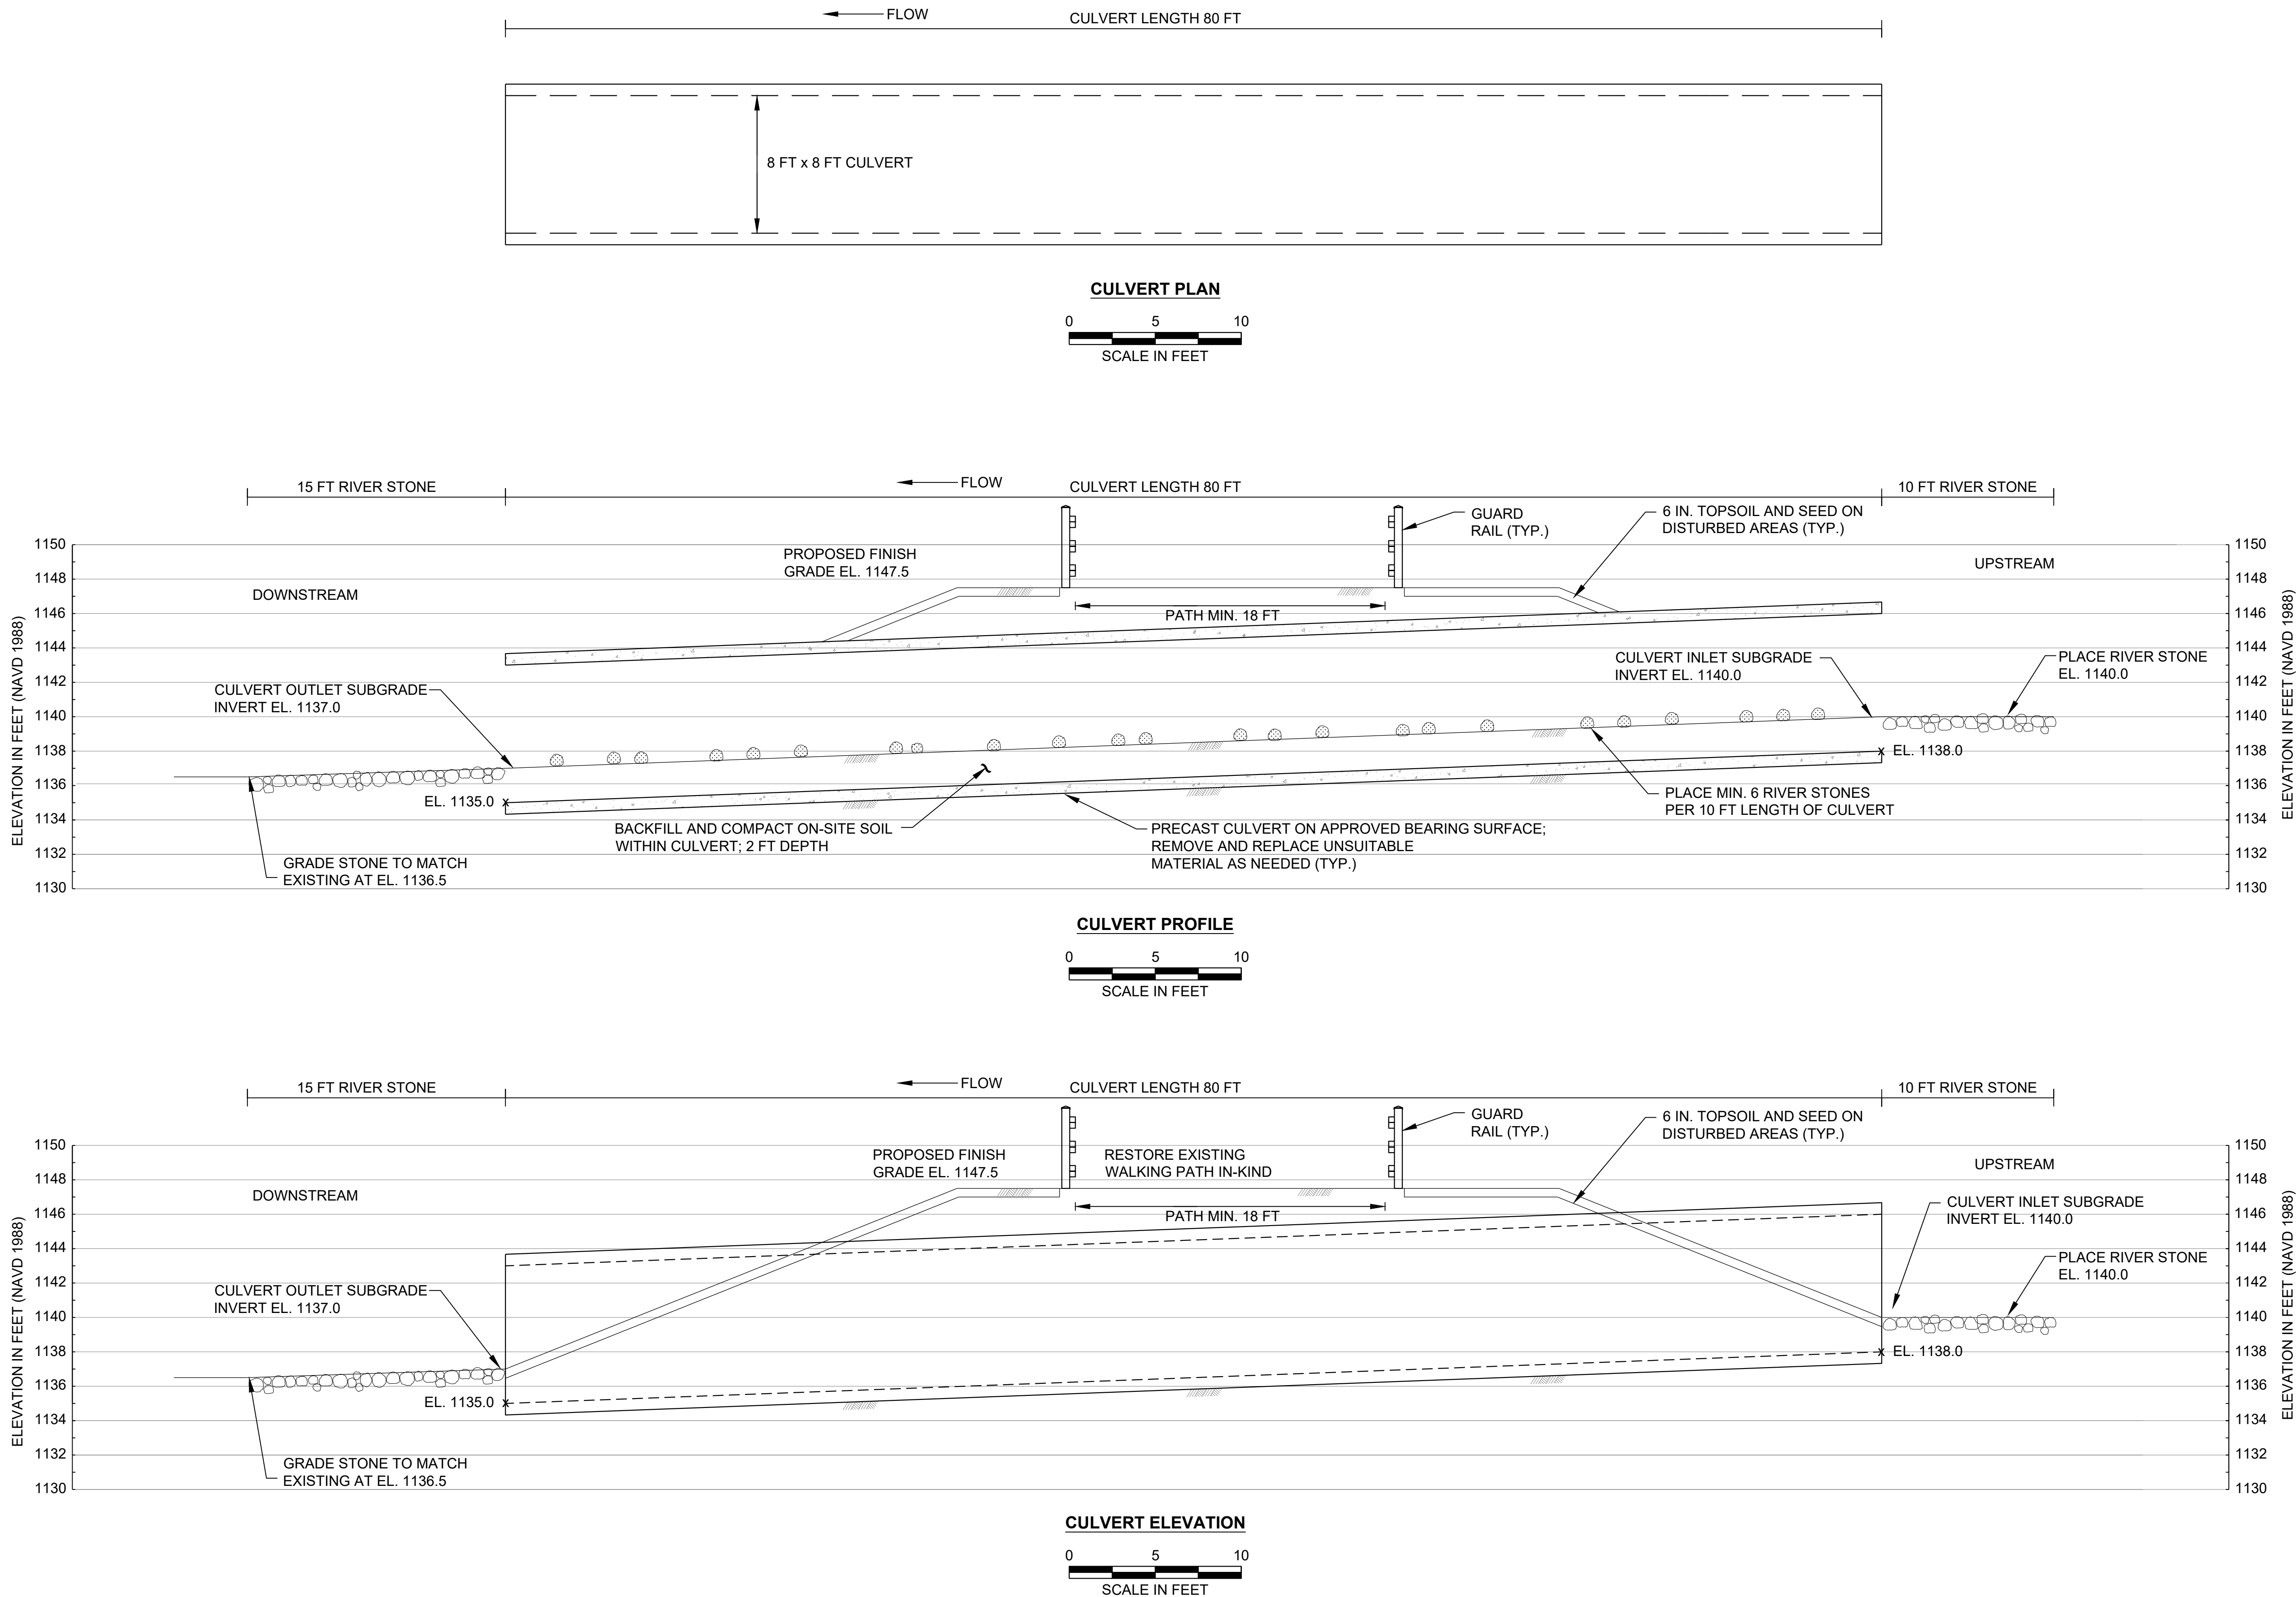 FLOW
CULVERT LENGTH 80 FT
8 FT x 8 FT CULVERT
CULVERT PLAN
0 5 10
SCALE IN FEET
15 FT RIVER STONE
FLOW
CULVERT LENGTH 80 FT
10 FT RIVER STONE
GUARD
RAIL (TYP.)
6 IN. TOPSOIL AND SEED ON
DISTURBED AREAS (TYP.)
PROPOSED FINISH
GRADE EL. 1147.5
UPSTREAM
DOWNSTREAM
PATH MIN. 18 FT
CULVERT INLET SUBGRADE
INVERT EL. 1140.0
PLACE RIVER STONE
EL. 1140.0
CULVERT OUTLET SUBGRADE
INVERT EL. 1137.0
EL. 1138.0
EL. 1135.0
PLACE MIN. 6 RIVER STONES
PER 10 FT LENGTH OF CULVERT
BACKFILL AND COMPACT ON-SITE SOIL
WITHIN CULVERT; 2 FT DEPTH
PRECAST CULVERT ON APPROVED BEARING SURFACE;
REMOVE AND REPLACE UNSUITABLE
MATERIAL AS NEEDED (TYP.)
GRADE STONE TO MATCH
EXISTING AT EL. 1136.5
ELEVATION IN FEET (NAVD 1988)
1150
1148
1146
1144
1142
1140
1138
1136
1134
1132
1130
1150
1148
1146
1144
1142
1140
1138
1136
1134
1132
1130
ELEVATION IN FEET (NAVD 1988)
CULVERT PROFILE
0 5 10
SCALE IN FEET
15 FT RIVER STONE
FLOW
CULVERT LENGTH 80 FT
10 FT RIVER STONE
GUARD
RAIL (TYP.)
6 IN. TOPSOIL AND SEED ON
DISTURBED AREAS (TYP.)
PROPOSED FINISH
GRADE EL. 1147.5
RESTORE EXISTING
WALKING PATH IN-KIND
UPSTREAM
DOWNSTREAM
PATH MIN. 18 FT
CULVERT INLET SUBGRADE
INVERT EL. 1140.0
PLACE RIVER STONE
EL. 1140.0
CULVERT OUTLET SUBGRADE
INVERT EL. 1137.0
EL. 1138.0
EL. 1135.0
GRADE STONE TO MATCH
EXISTING AT EL. 1136.5
ELEVATION IN FEET (NAVD 1988)
1150
1148
1146
1144
1142
1140
1138
1136
1134
1132
1130
1150
1148
1146
1144
1142
1140
1138
1136
1134
1132
1130
ELEVATION IN FEET (NAVD 1988)
CULVERT ELEVATION
0 5 10
SCALE IN FEET